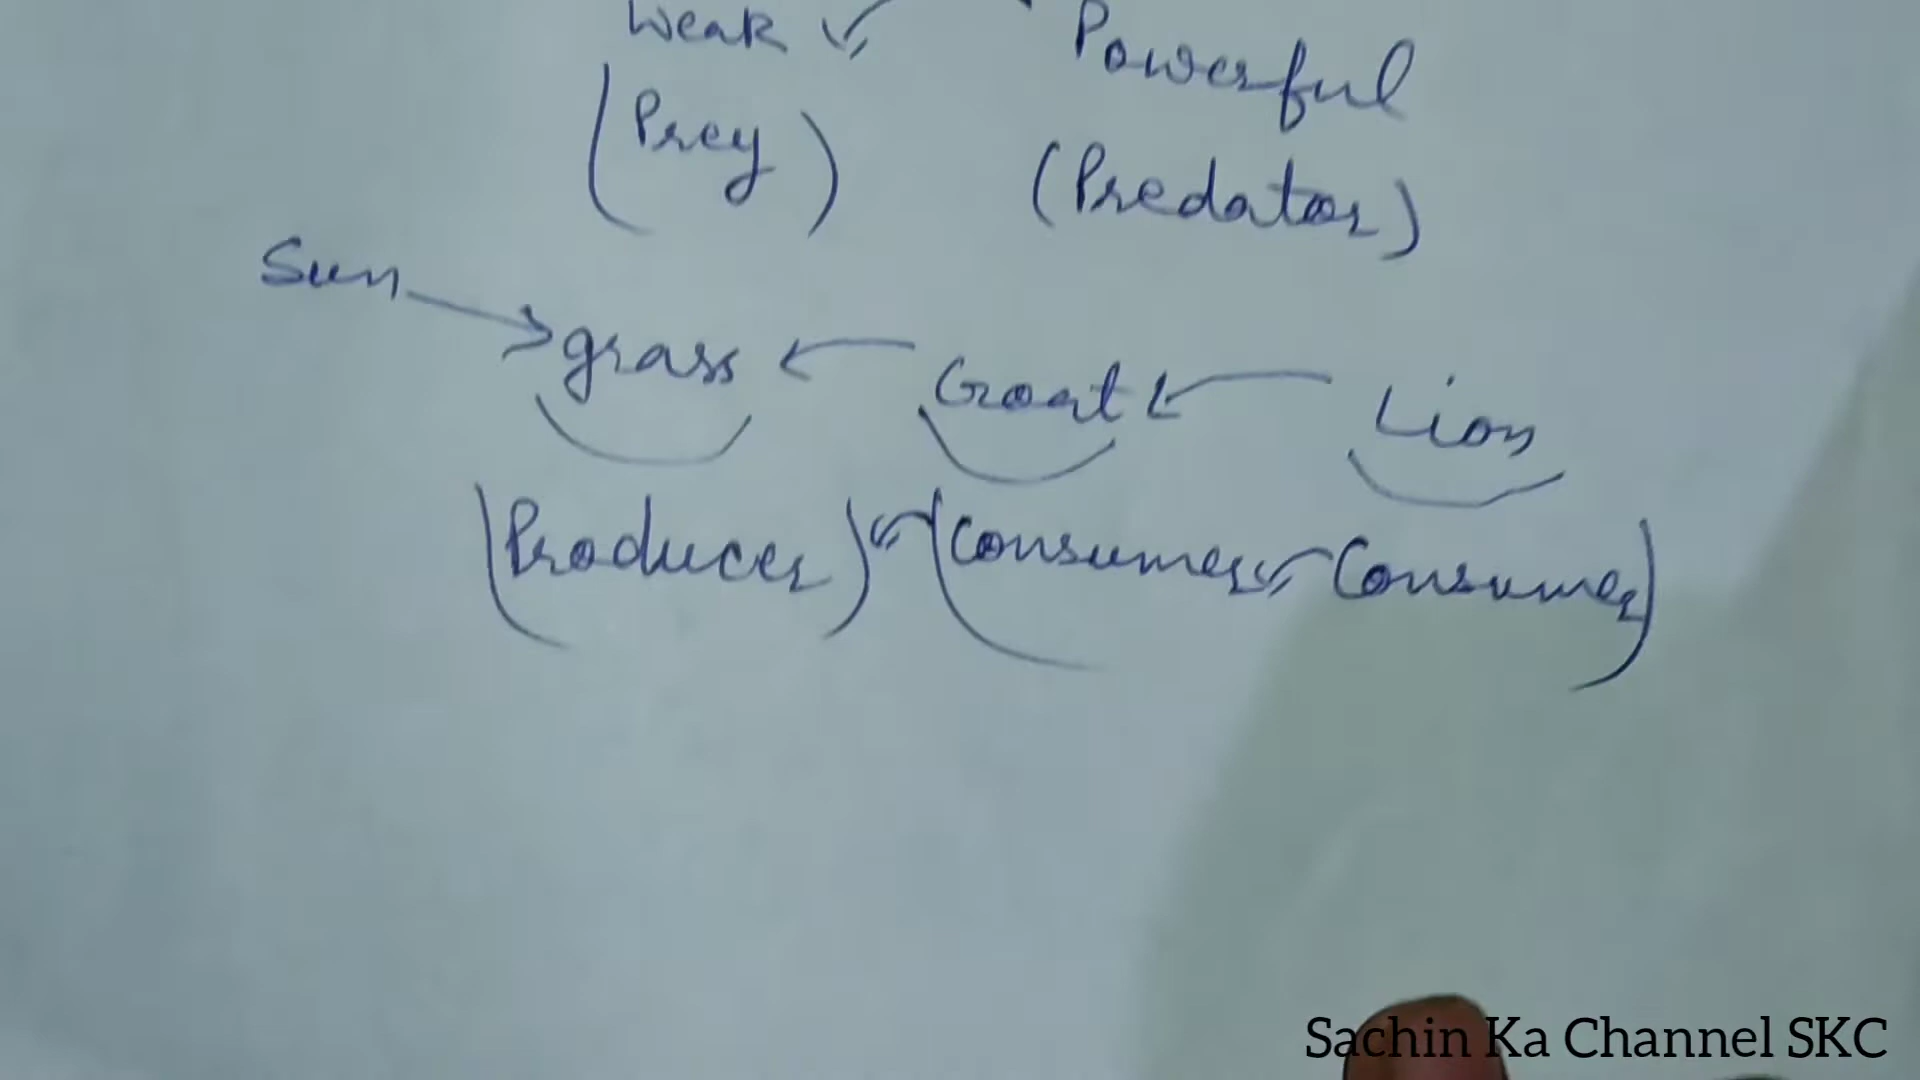 Weak Powerful
(Prey) (Predator)
Sun
grass Goat Lion
(Producer) (Consumer Consumer)
Sachin Ka Channel SKC